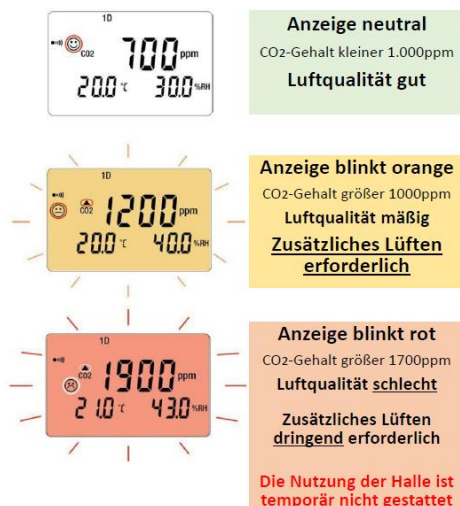 1D
CO2 700 ppm
20.0 °C 30.0 %RH
Anzeige neutral
CO2-Gehalt kleiner 1.000ppm
Luftqualität gut
1D
CO2 1200 ppm
20.0 °C 40.0 %RH
Anzeige blinkt orange
CO2-Gehalt größer 1000ppm
Luftqualität mäßig
Zusätzliches Lüften
erforderlich
1D
CO2 1900 ppm
21.0 °C 43.0 %RH
Anzeige blinkt rot
CO2-Gehalt größer 1700ppm
Luftqualität schlecht
Zusätzliches Lüften
dringend erforderlich
Die Nutzung der Halle ist
temporär nicht gestattet